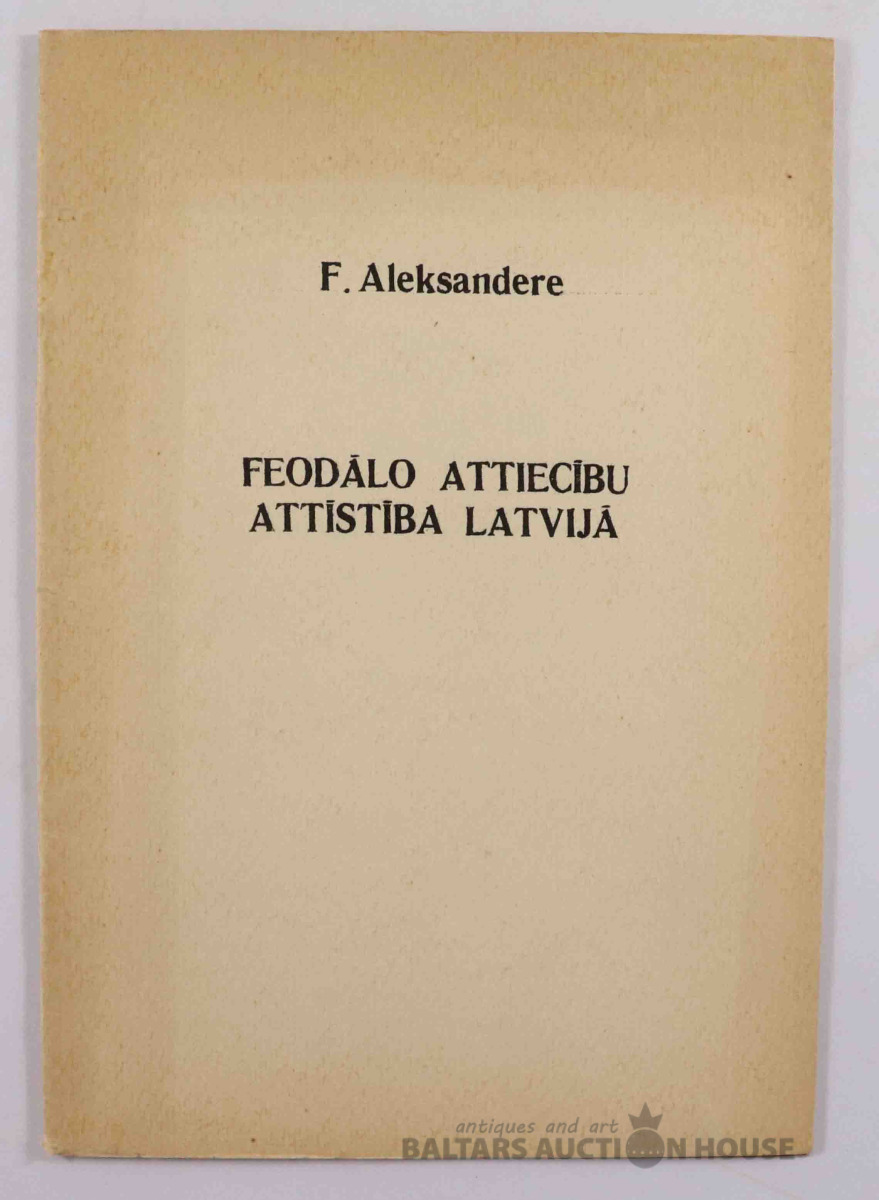 F. Aleksandere
FEODĀLO ATTIECĪBU
ATTĪSTĪBA LATVIJĀ
antiques and art
BALTARS AUCTION HOUSE